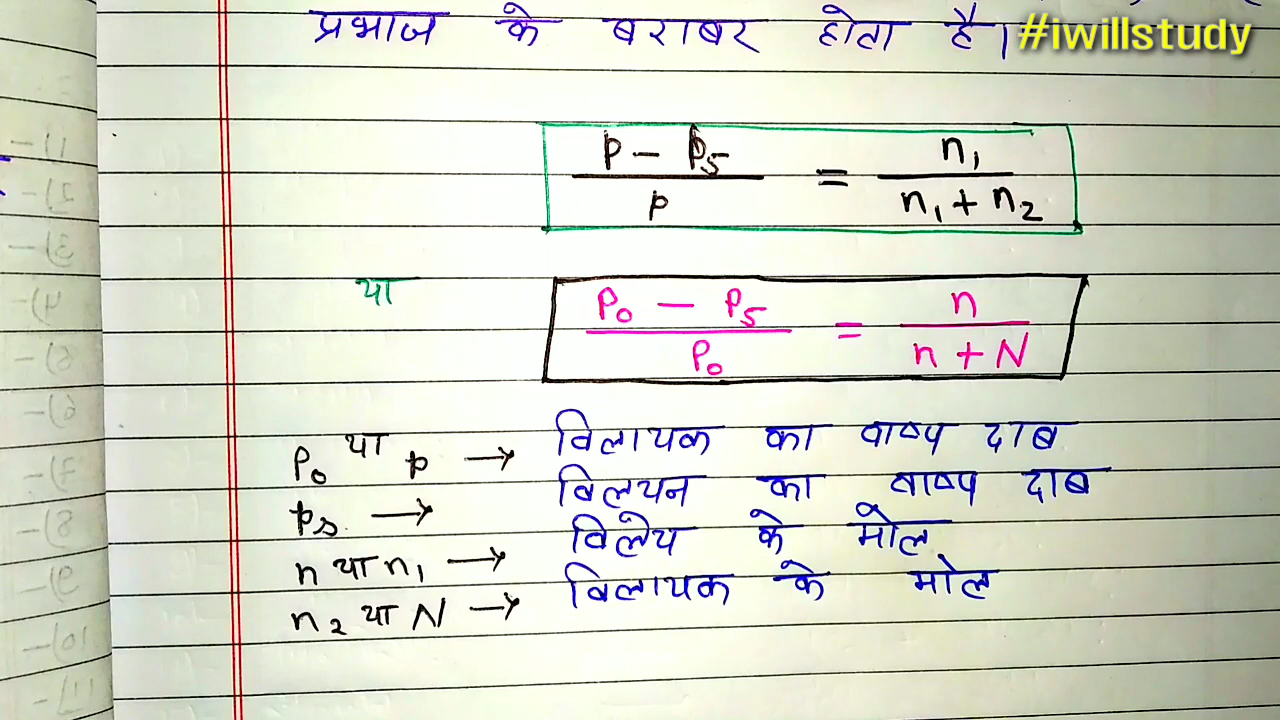 प्रभाज के बराबर होता है। #iwillstudy
p - ps / p = n₁ / n₁ + n₂
या P₀ - Ps / P₀ = n / n + N
P₀ या p → विलायक का वाष्प दाब
ps → विलयन का वाष्प दाब
n या n₁ → विलेय के मोल
n₂ या N → विलायक के मोल